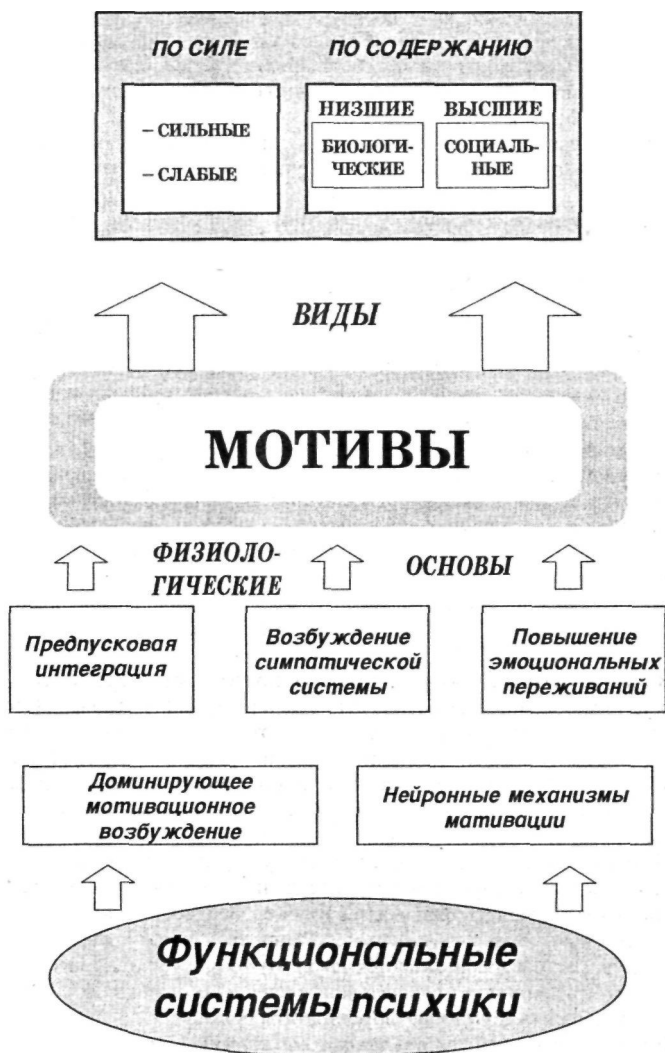 ПО СИЛЕ
ПО СОДЕРЖАНИЮ
– СИЛЬНЫЕ
– СЛАБЫЕ
НИЗШИЕ
БИОЛОГИ-
ЧЕСКИЕ
ВЫСШИЕ
СОЦИАЛЬ-
НЫЕ
ВИДЫ
МОТИВЫ
ФИЗИОЛО-
ГИЧЕСКИЕ
ОСНОВЫ
Предпусковая
интеграция
Возбуждение
симпатической
системы
Повышение
эмоциональных
переживаний
Доминирующее
мотивационное
возбуждение
Нейронные механизмы
мативации
Функциональные
системы психики